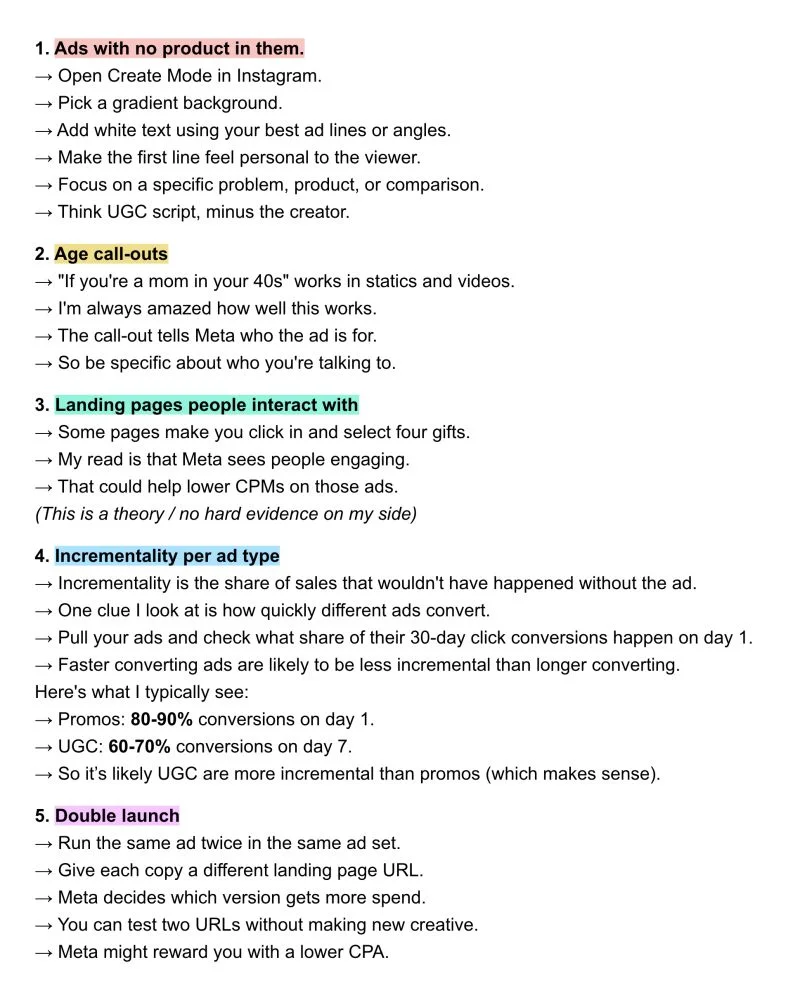 1. Ads with no product in them.
→ Open Create Mode in Instagram.
→ Pick a gradient background.
→ Add white text using your best ad lines or angles.
→ Make the first line feel personal to the viewer.
→ Focus on a specific problem, product, or comparison.
→ Think UGC script, minus the creator.
2. Age call-outs
→ "If you're a mom in your 40s" works in statics and videos.
→ I'm always amazed how well this works.
→ The call-out tells Meta who the ad is for.
→ So be specific about who you're talking to.
3. Landing pages people interact with
→ Some pages make you click in and select four gifts.
→ My read is that Meta sees people engaging.
→ That could help lower CPMs on those ads.
(This is a theory / no hard evidence on my side)
4. Incrementality per ad type
→ Incrementality is the share of sales that wouldn't have happened without the ad.
→ One clue I look at is how quickly different ads convert.
→ Pull your ads and check what share of their 30-day click conversions happen on day 1.
→ Faster converting ads are likely to be less incremental than longer converting.
Here's what I typically see:
→ Promos: 80-90% conversions on day 1.
→ UGC: 60-70% conversions on day 7.
→ So it’s likely UGC are more incremental than promos (which makes sense).
5. Double launch
→ Run the same ad twice in the same ad set.
→ Give each copy a different landing page URL.
→ Meta decides which version gets more spend.
→ You can test two URLs without making new creative.
→ Meta might reward you with a lower CPA.